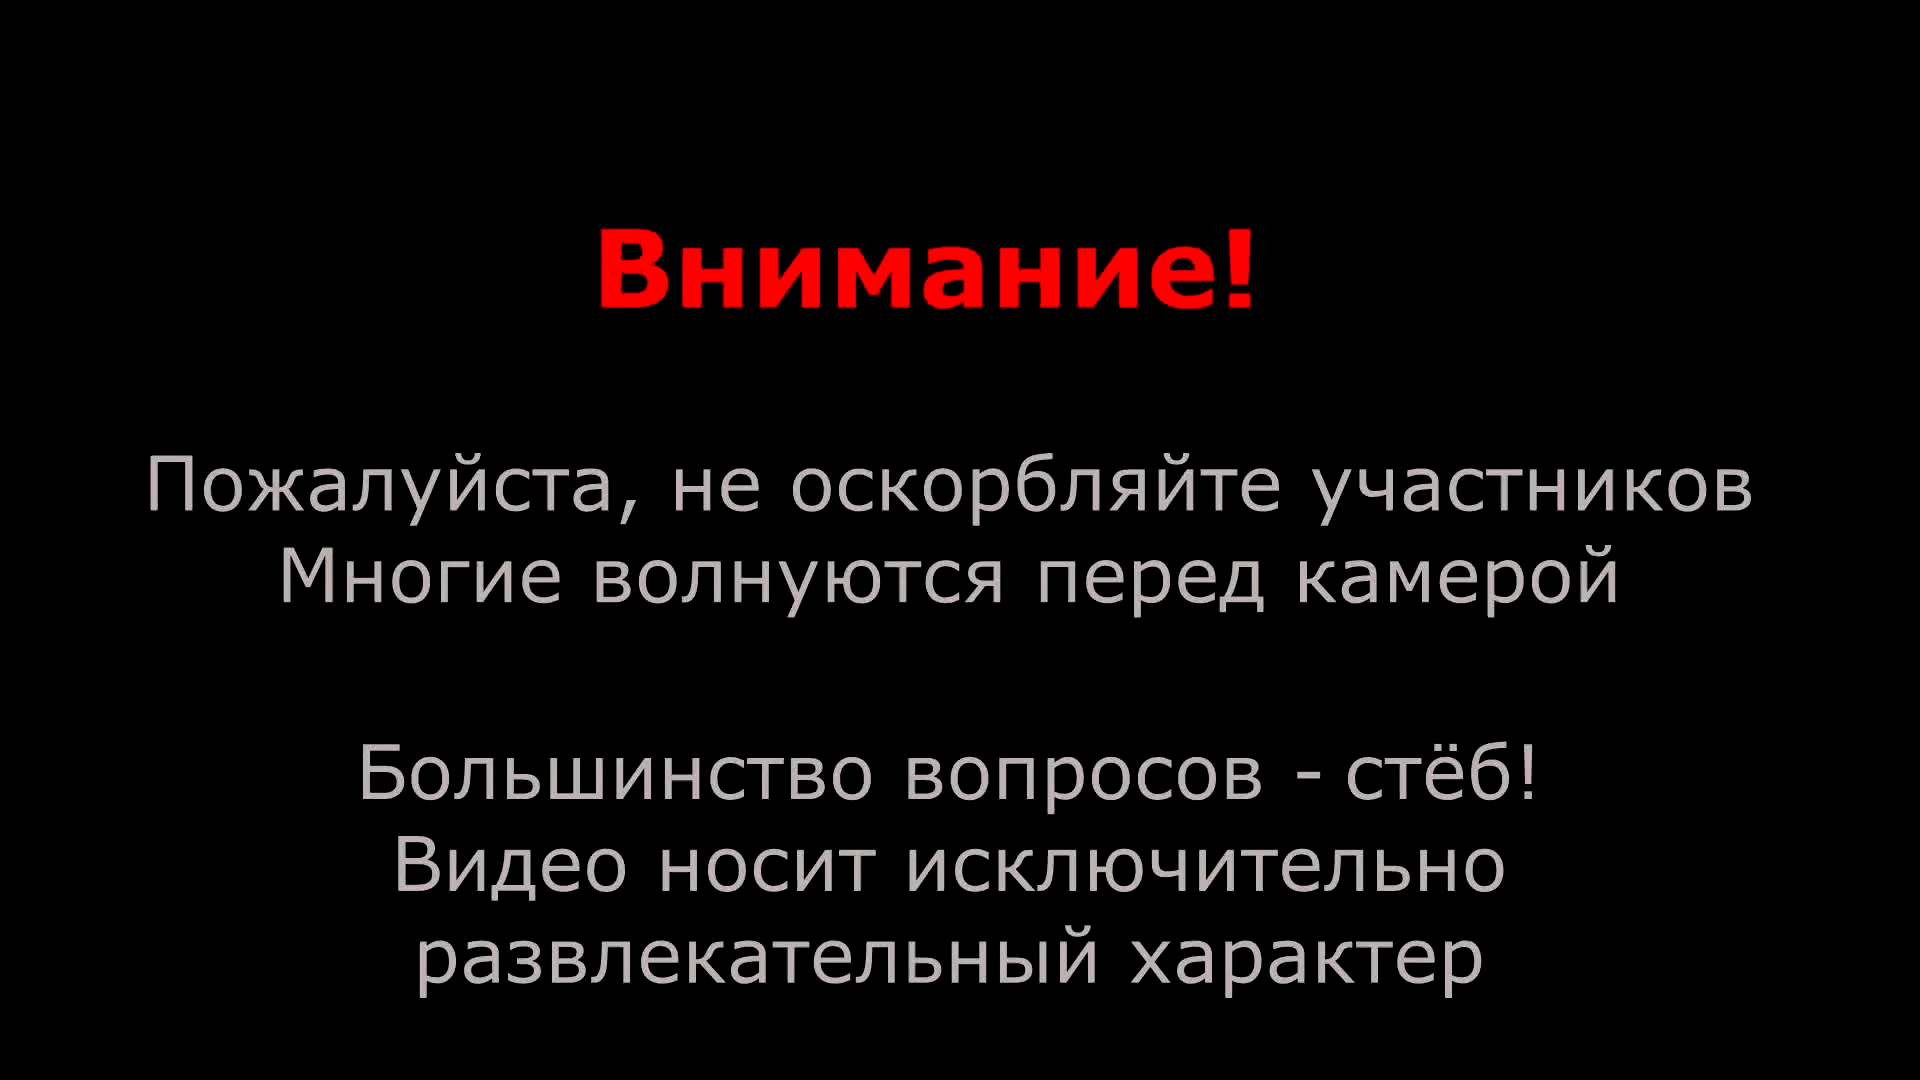 Внимание!
Пожалуйста, не оскорбляйте участников
Многие волнуются перед камерой
Большинство вопросов - стёб!
Видео носит исключительно
развлекательный характер